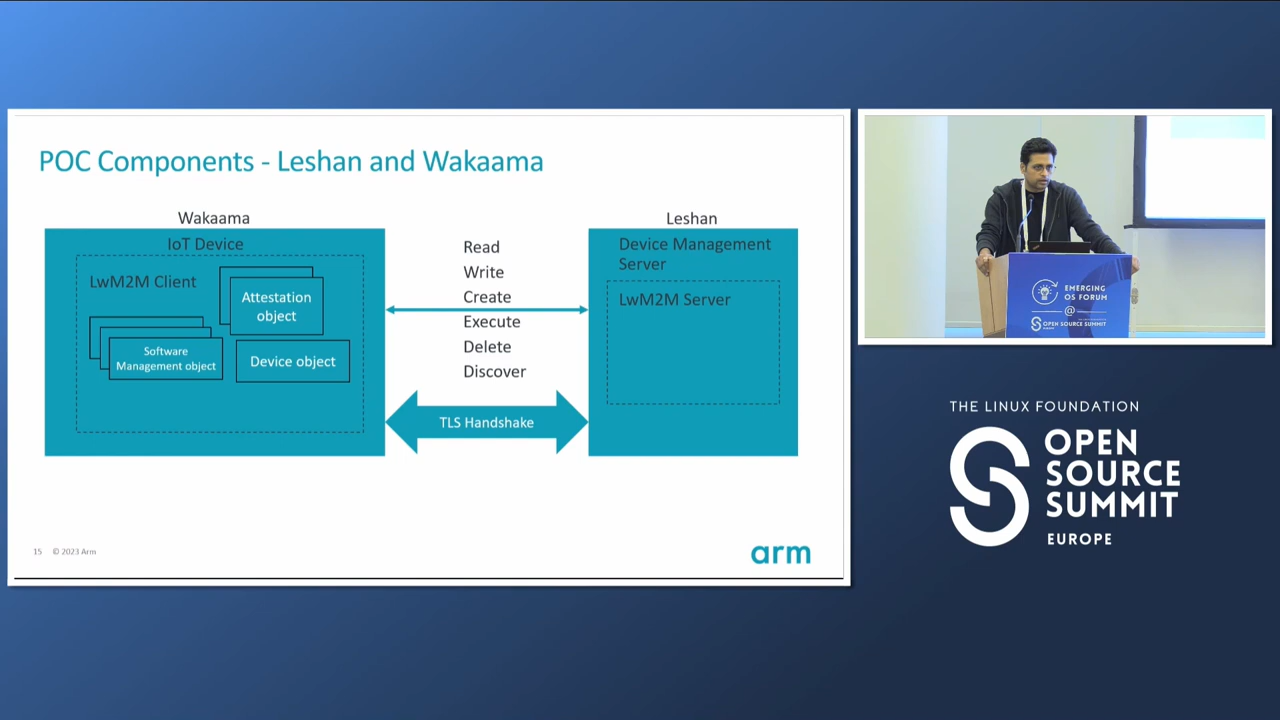 POC Components - Leshan and Wakaama
Wakaama
IoT Device
LwM2M Client
Attestation
object
Software
Management object
Device object
Read
Write
Create
Execute
Delete
Discover
TLS Handshake
Leshan
Device Management
Server
LwM2M Server
15 © 2023 Arm
arm
EMERGING
OS FORUM
@
OPEN SOURCE SUMMIT
THE LINUX FOUNDATION
OPEN
SOURCE
SUMMIT
EUROPE